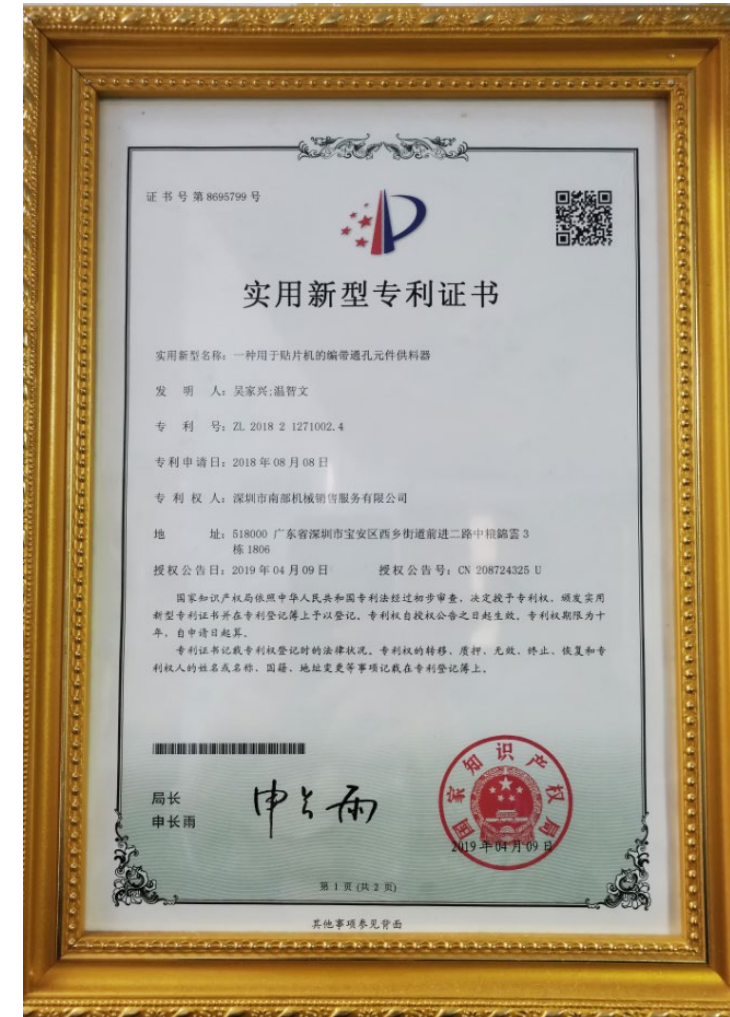 证书号第8695799号
实用新型专利证书
实用新型名称：一种用于贴片机的编带通孔元件供料器
发明人：吴家兴;温智文
专利号：ZL 2018 2 1271002.4
专利申请日：2018年08月08日
专利权人：深圳市南部机械销售服务有限公司
地址：518000 广东省深圳市宝安区西乡街道前进二路中粮錦雲3
栋1806
授权公告日：2019年04月09日 授权公告号：CN 208724325 U
国家知识产权局依照中华人民共和国专利法经过初步审查，决定授予专利权，颁发实用
新型专利证书并在专利登记簿上予以登记。专利权自授权公告之日起生效。专利权期限为十
年，自申请日起算。
专利证书记载专利权登记时的法律状况。专利权的转移、质押、无效、终止、恢复和专
利权人的姓名或名称、国籍、地址变更等事项记载在专利登记簿上。
局长
申长雨
申长雨
国家知识产权局
2019年04月09日
第1页(共2页)
其他事项参见背面